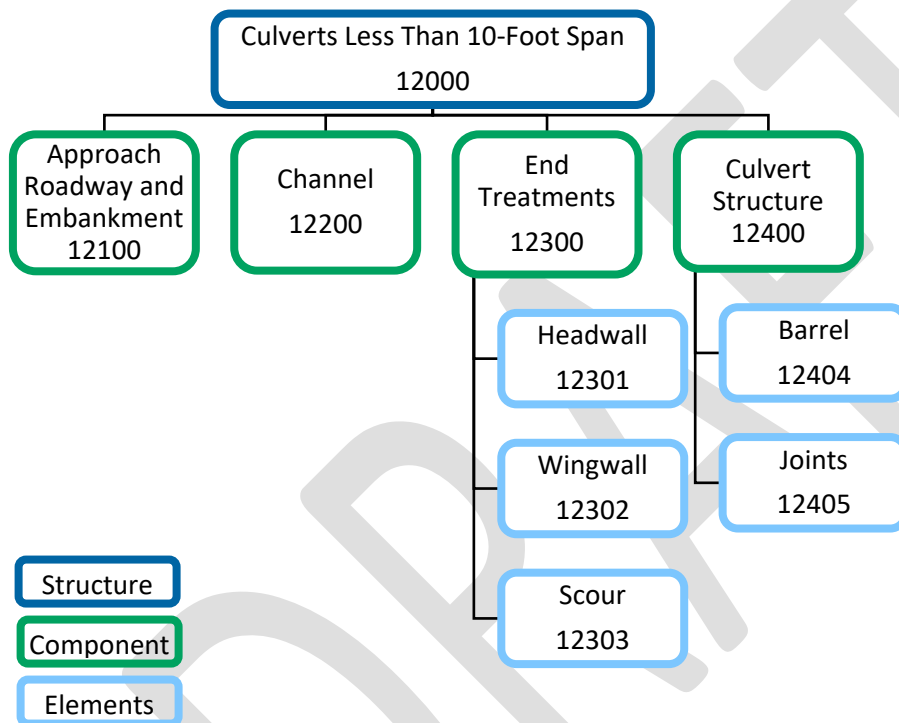 Culverts Less Than 10-Foot Span
12000
Approach
Roadway and
Embankment
12100
Channel
12200
End
Treatments
12300
Culvert
Structure
12400
Headwall
12301
Barrel
12404
Wingwall
12302
Joints
12405
Scour
12303
Structure
Component
Elements
DRAFT